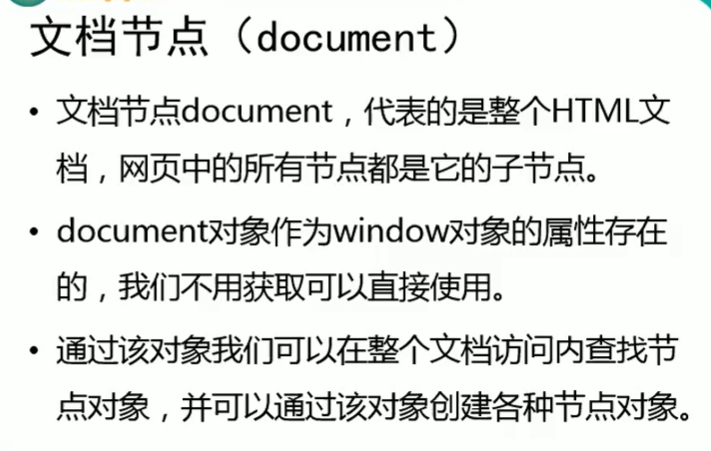 文档节点（document）
• 文档节点document，代表的是整个HTML文
档，网页中的所有节点都是它的子节点。
• document对象作为window对象的属性存在
的，我们不用获取可以直接使用。
• 通过该对象我们可以在整个文档访问内查找节
点对象，并可以通过该对象创建各种节点对象。